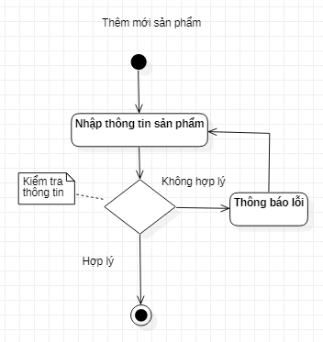 Thêm mới sản phẩm
Nhập thông tin sản phẩm
Kiểm tra
thông tin
Không hợp lý
Thông báo lỗi
Hợp lý